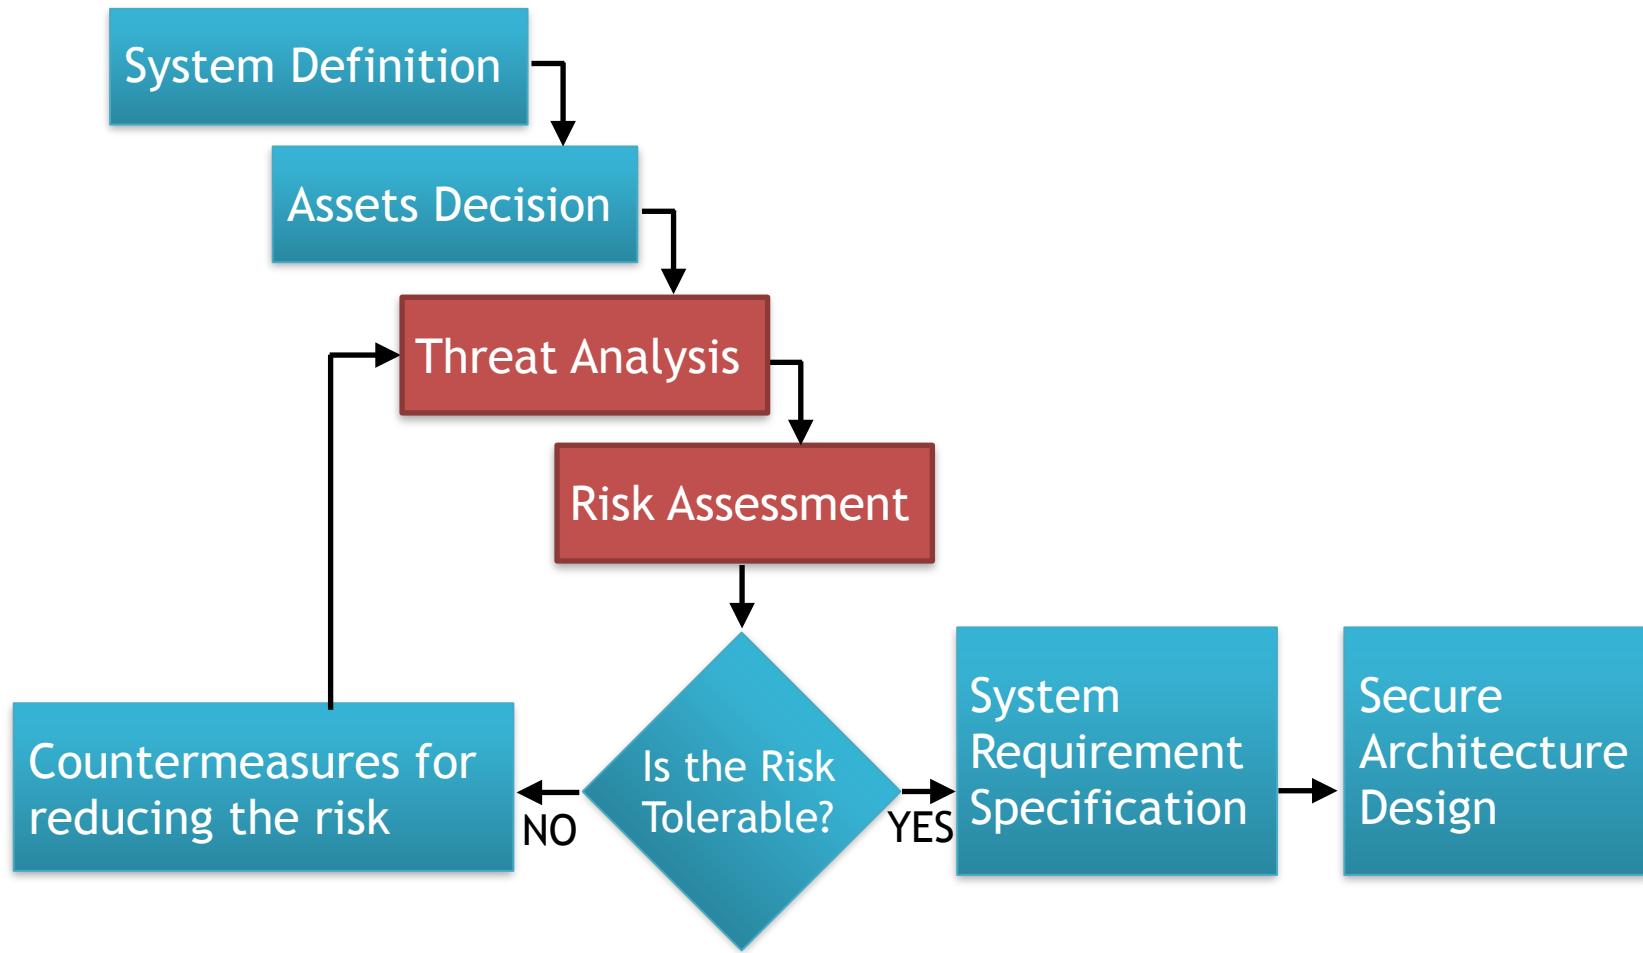 System Definition
Assets Decision
Threat Analysis
Risk Assessment
Is the Risk
Tolerable?
NO
YES
Countermeasures for
reducing the risk
System
Requirement
Specification
Secure
Architecture
Design